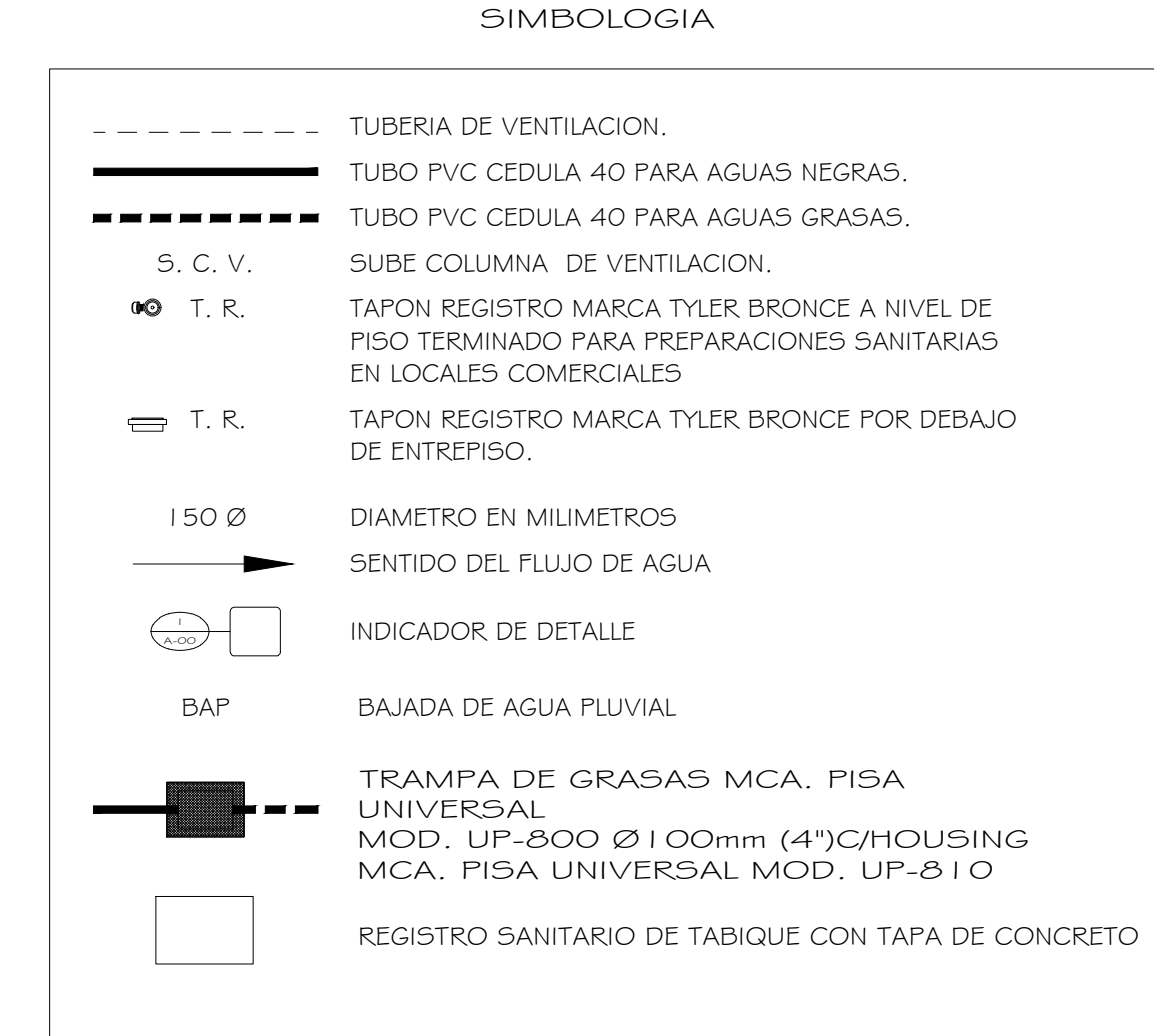 SIMBOLOGIA
TUBERIA DE VENTILACION.
TUBO PVC CEDULA 40 PARA AGUAS NEGRAS.
TUBO PVC CEDULA 40 PARA AGUAS GRASAS.
S. C. V. SUBE COLUMNA DE VENTILACION.
T. R. TAPON REGISTRO MARCA TYLER BRONCE A NIVEL DE
PISO TERMINADO PARA PREPARACIONES SANITARIAS
EN LOCALES COMERCIALES
T. R. TAPON REGISTRO MARCA TYLER BRONCE POR DEBAJO
DE ENTREPISO.
150 Ø DIAMETRO EN MILIMETROS
SENTIDO DEL FLUJO DE AGUA
1
A-00
INDICADOR DE DETALLE
BAP BAJADA DE AGUA PLUVIAL
TRAMPA DE GRASAS MCA. PISA
UNIVERSAL
MOD. UP-800 Ø100mm (4")C/HOUSING
MCA. PISA UNIVERSAL MOD. UP-810
REGISTRO SANITARIO DE TABIQUE CON TAPA DE CONCRETO